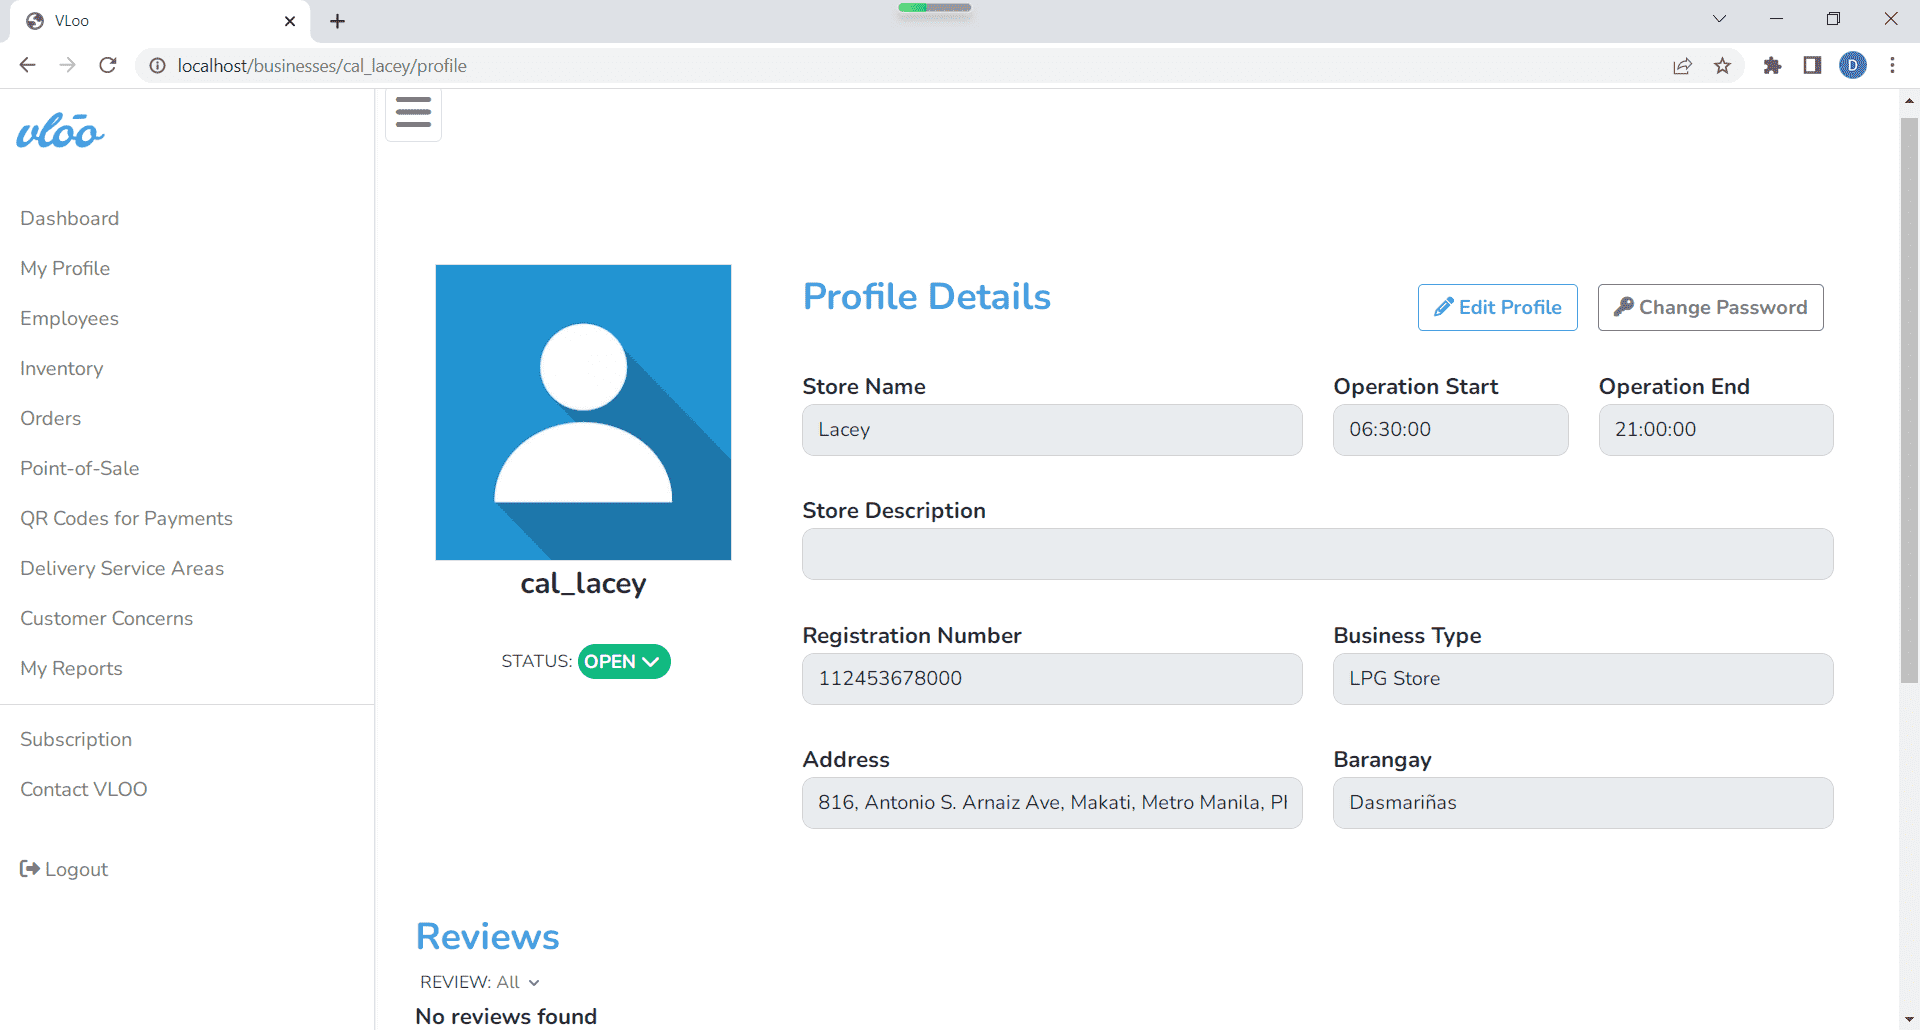 VLoo
localhost/businesses/cal_lacey/profile
D
vloo
Dashboard
My Profile
Employees
Inventory
Orders
Point-of-Sale
QR Codes for Payments
Delivery Service Areas
Customer Concerns
My Reports
Subscription
Contact VLOO
Logout
cal_lacey
STATUS: OPEN
Profile Details
Edit Profile
Change Password
Store Name
Operation Start
Operation End
Lacey
06:30:00
21:00:00
Store Description
Registration Number
Business Type
112453678000
LPG Store
Address
Barangay
816, Antonio S. Arnaiz Ave, Makati, Metro Manila,
Dasmariñas
Reviews
REVIEW: All
No reviews found